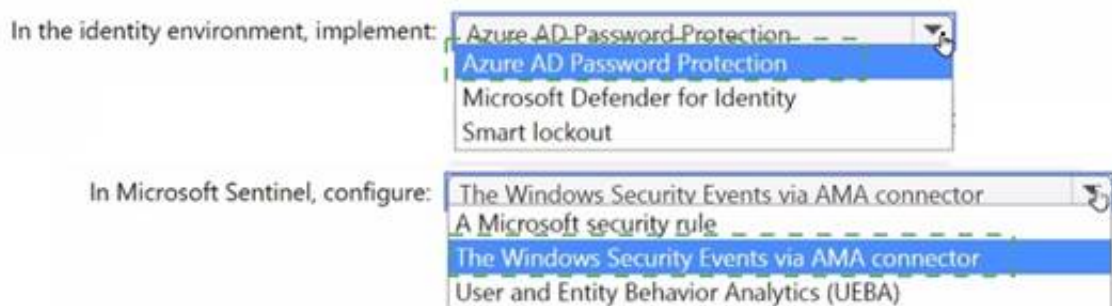 In the identity environment, implement: Azure AD Password Protection
Azure AD Password Protection
Microsoft Defender for Identity
Smart lockout
In Microsoft Sentinel, configure: The Windows Security Events via AMA connector
A Microsoft security rule
The Windows Security Events via AMA connector
User and Entity Behavior Analytics (UEBA)